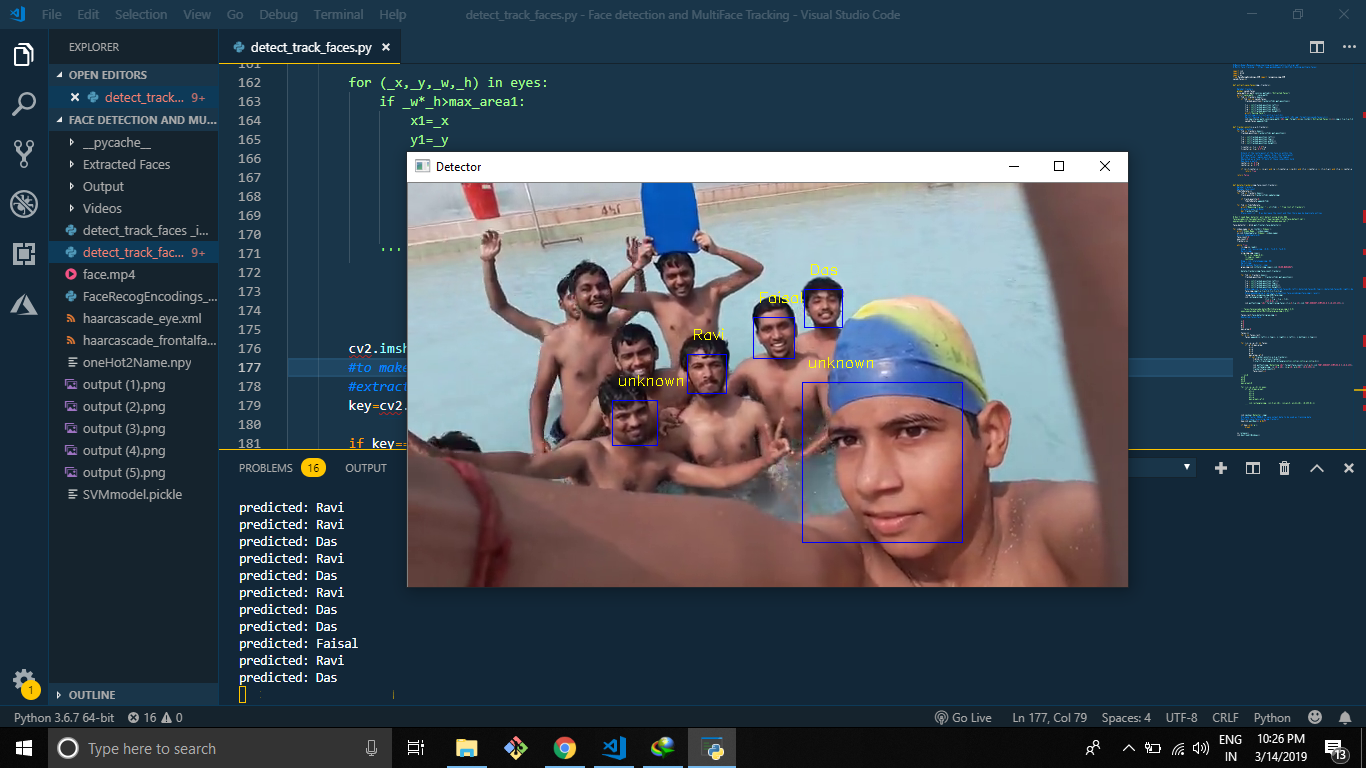 File Edit Selection View Go Debug Terminal Help
detect_track_faces.py - Face detection and MultiFace Tracking - Visual Studio Code
EXPLORER
OPEN EDITORS
detect_track... 9+
FACE DETECTION AND MU...
__pycache__
Extracted Faces
Output
Videos
detect_track_faces _i...
detect_track_fac... 9+
face.mp4
FaceRecogEncodings_...
haarcascade_eye.xml
haarcascade_frontalfa...
oneHot2Name.npy
output (1).png
output (2).png
output (3).png
output (4).png
output (5).png
SVMmodel.pickle
OUTLINE
detect_track_faces.py
161
162 for (_x,_y,_w,_h) in eyes:
163 if _w*_h>max_area1:
164 x1=_x
165 y1=_y
166
167
168
169
170
171 ...
172
173
174
175
176 cv2.imsh
177 #to make
178 #extract
179 key=cv2.
180
181 if key==
Detector
Das
Faisal
Ravi
unknown
unknown
PROBLEMS 16 OUTPUT
predicted: Ravi
predicted: Ravi
predicted: Das
predicted: Ravi
predicted: Das
predicted: Ravi
predicted: Das
predicted: Das
predicted: Faisal
predicted: Ravi
predicted: Das
1
Python 3.6.7 64-bit 16 0 Go Live Ln 177, Col 79 Spaces: 4 UTF-8 CRLF Python
Type here to search
ENG
IN
10:26 PM
3/14/2019
13